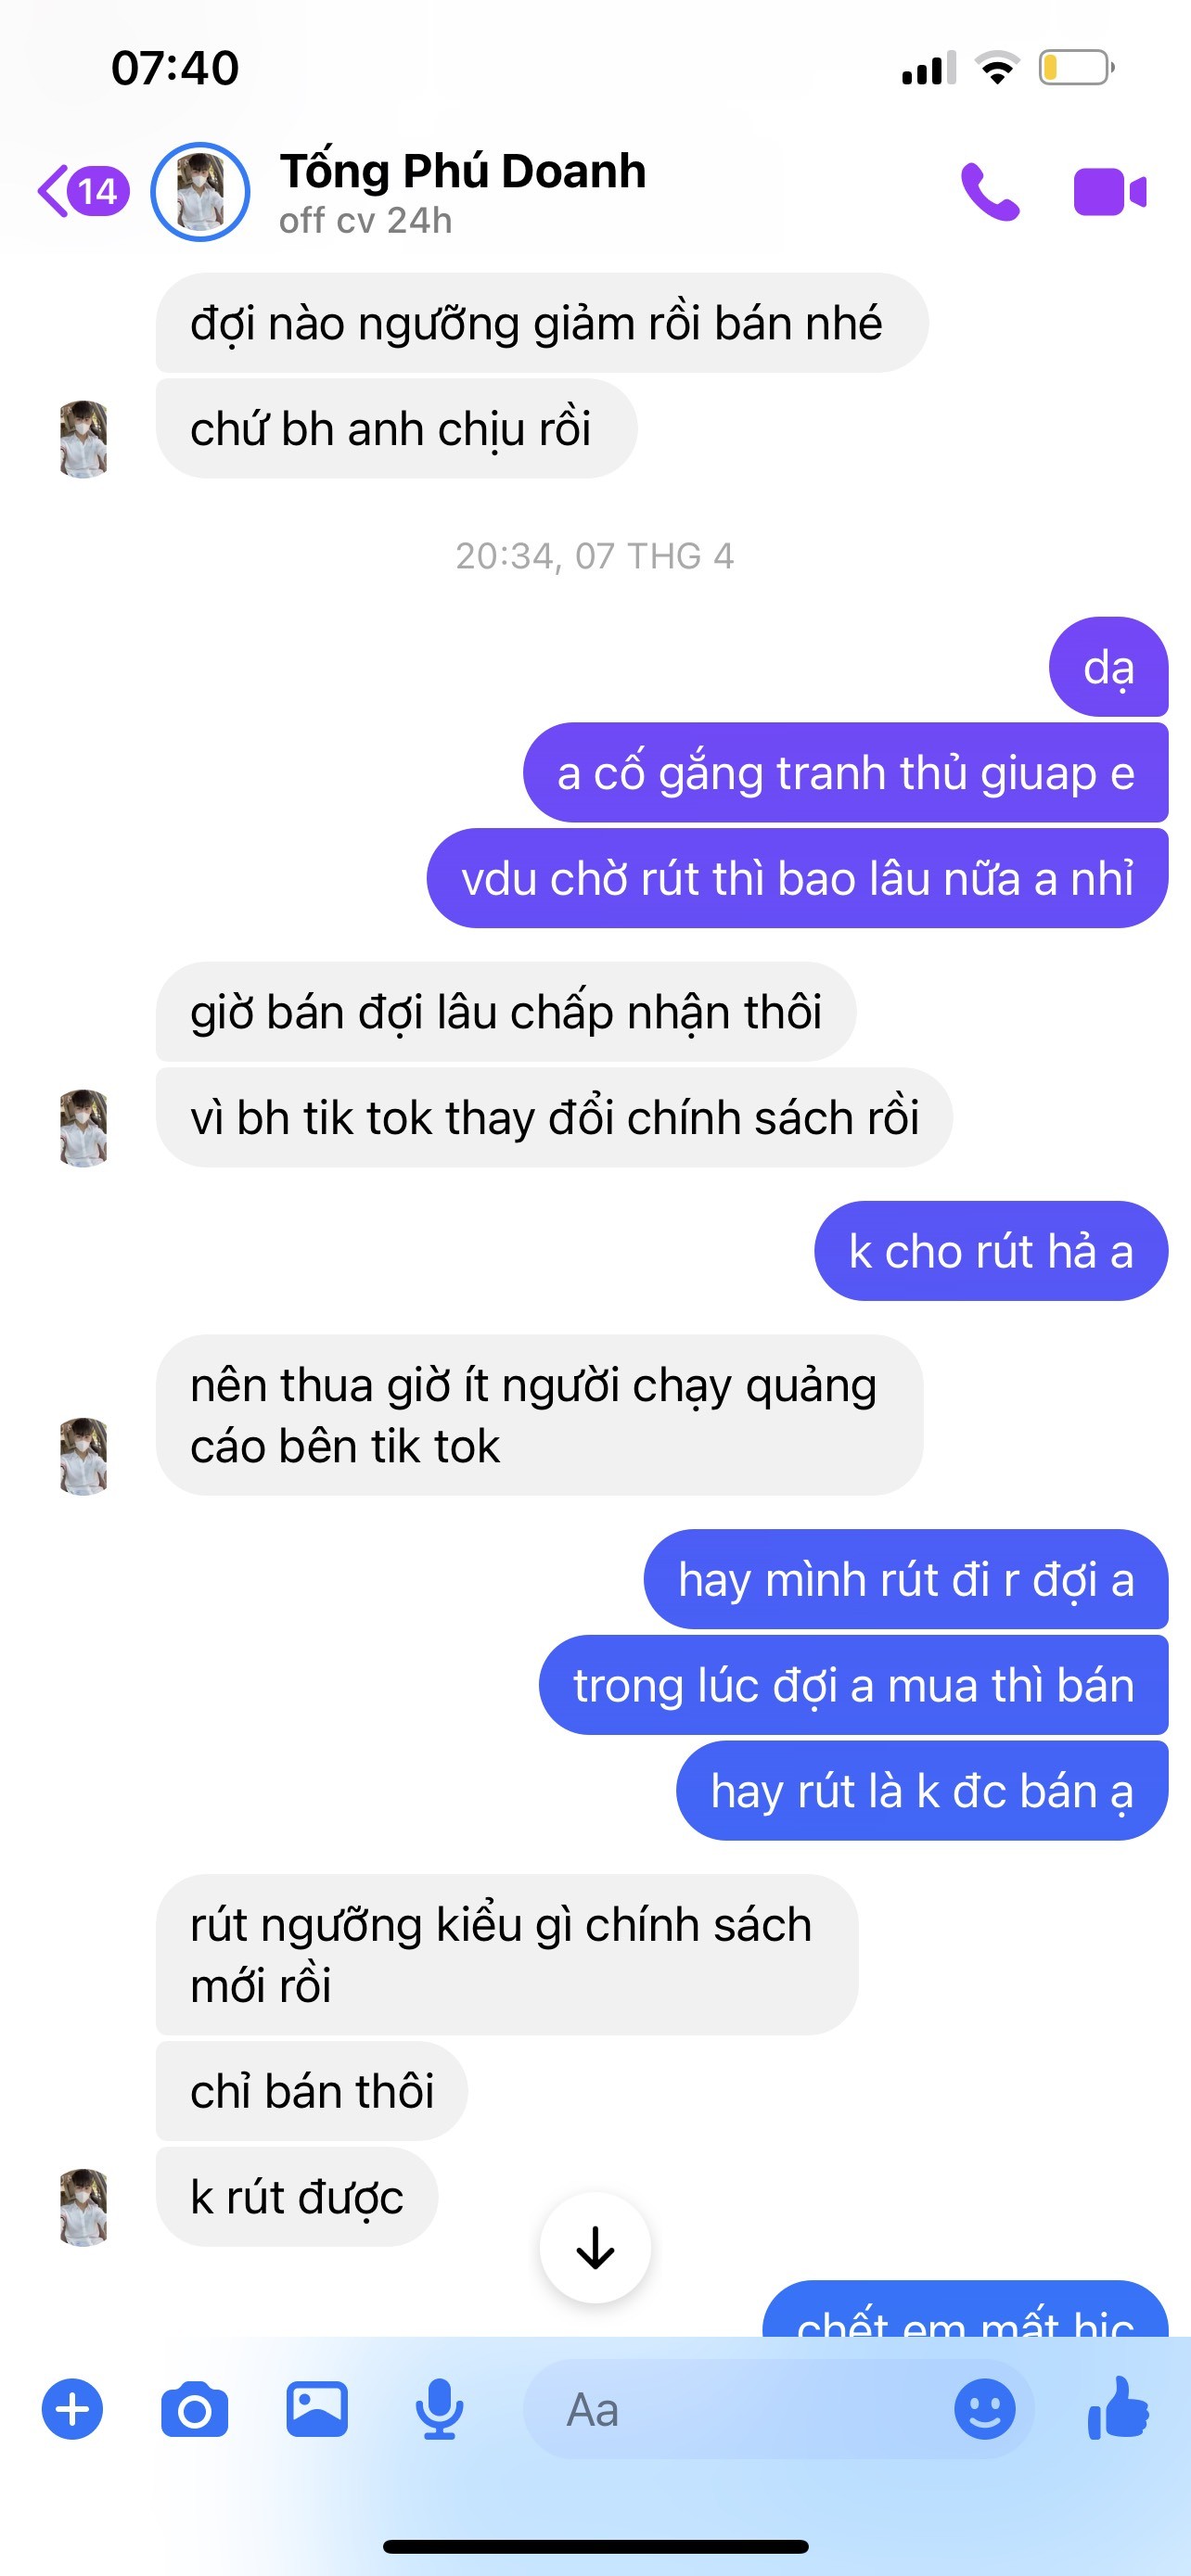 07:40
14
Tống Phú Doanh
off cv 24h
đợi nào ngưỡng giảm rồi bán nhé
chứ bh anh chịu rồi
20:34, 07 THG 4
dạ
a cố gắng tranh thủ giuap e
vdu chờ rút thì bao lâu nữa a nhỉ
giờ bán đợi lâu chấp nhận thôi
vì bh tik tok thay đổi chính sách rồi
k cho rút hả a
nên thua giờ ít người chạy quảng
cáo bên tik tok
hay mình rút đi r đợi a
trong lúc đợi a mua thì bán
hay rút là k đc bán ạ
rút ngưỡng kiểu gì chính sách
mới rồi
chỉ bán thôi
k rút được
chết em mất hic
Aa